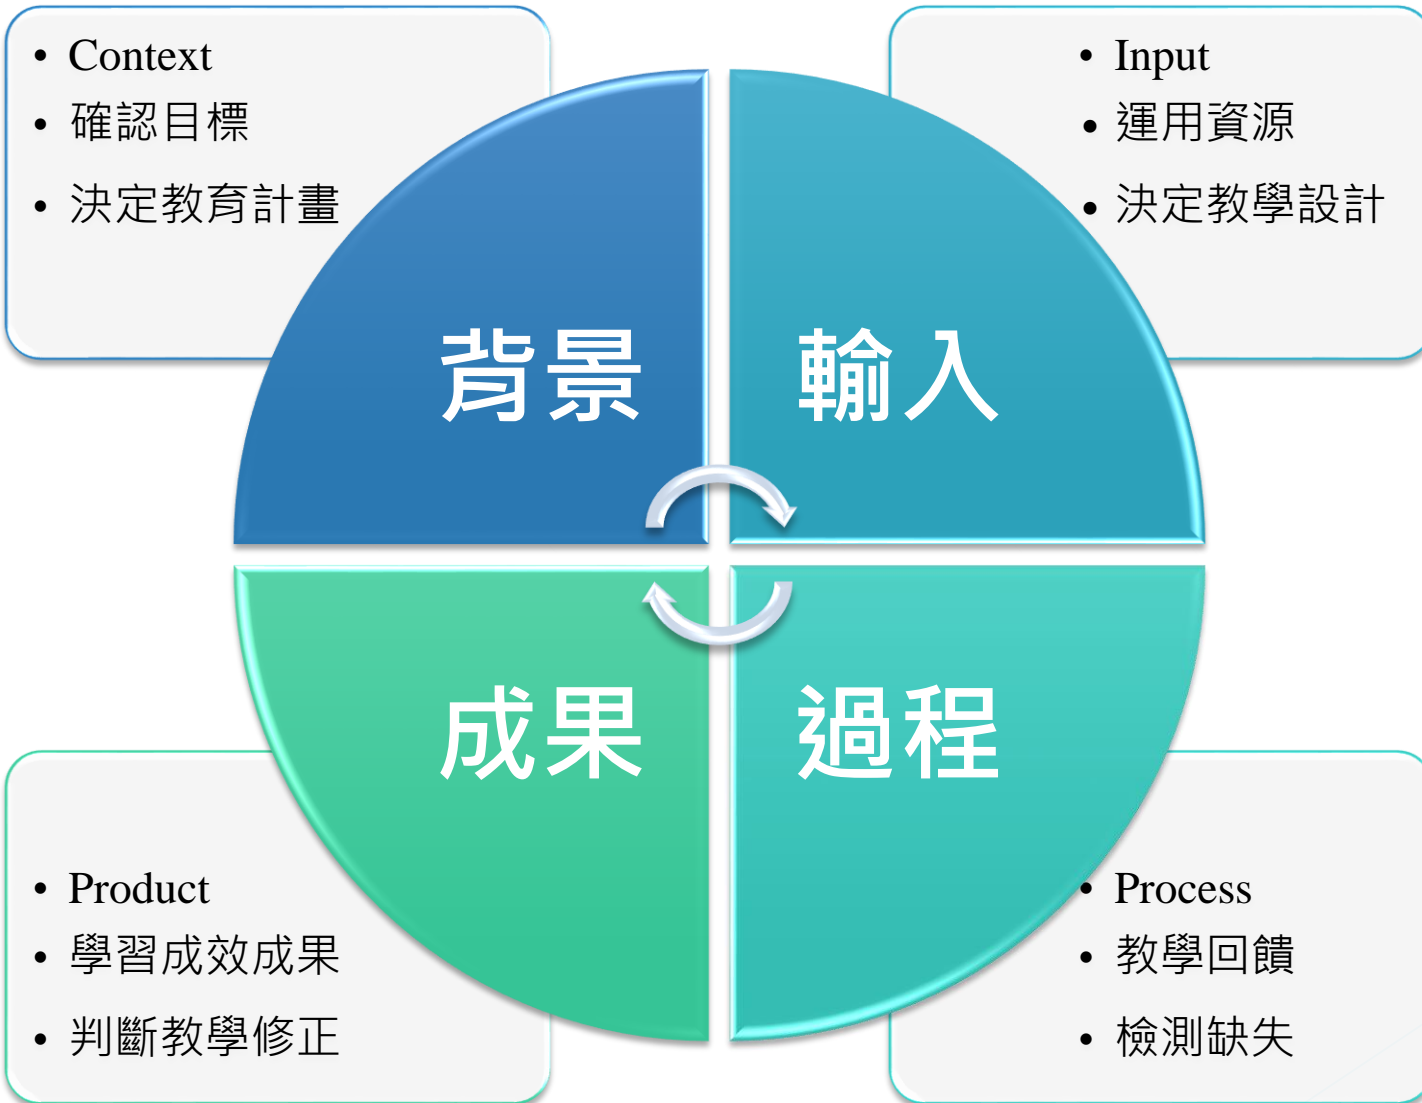 • Context
• 確認目標
• 決定教育計畫
背景
• Input
• 運用資源
• 決定教學設計
輸入
• Product
• 學習成效成果
• 判斷教學修正
成果
• Process
• 教學回饋
• 檢測缺失
過程